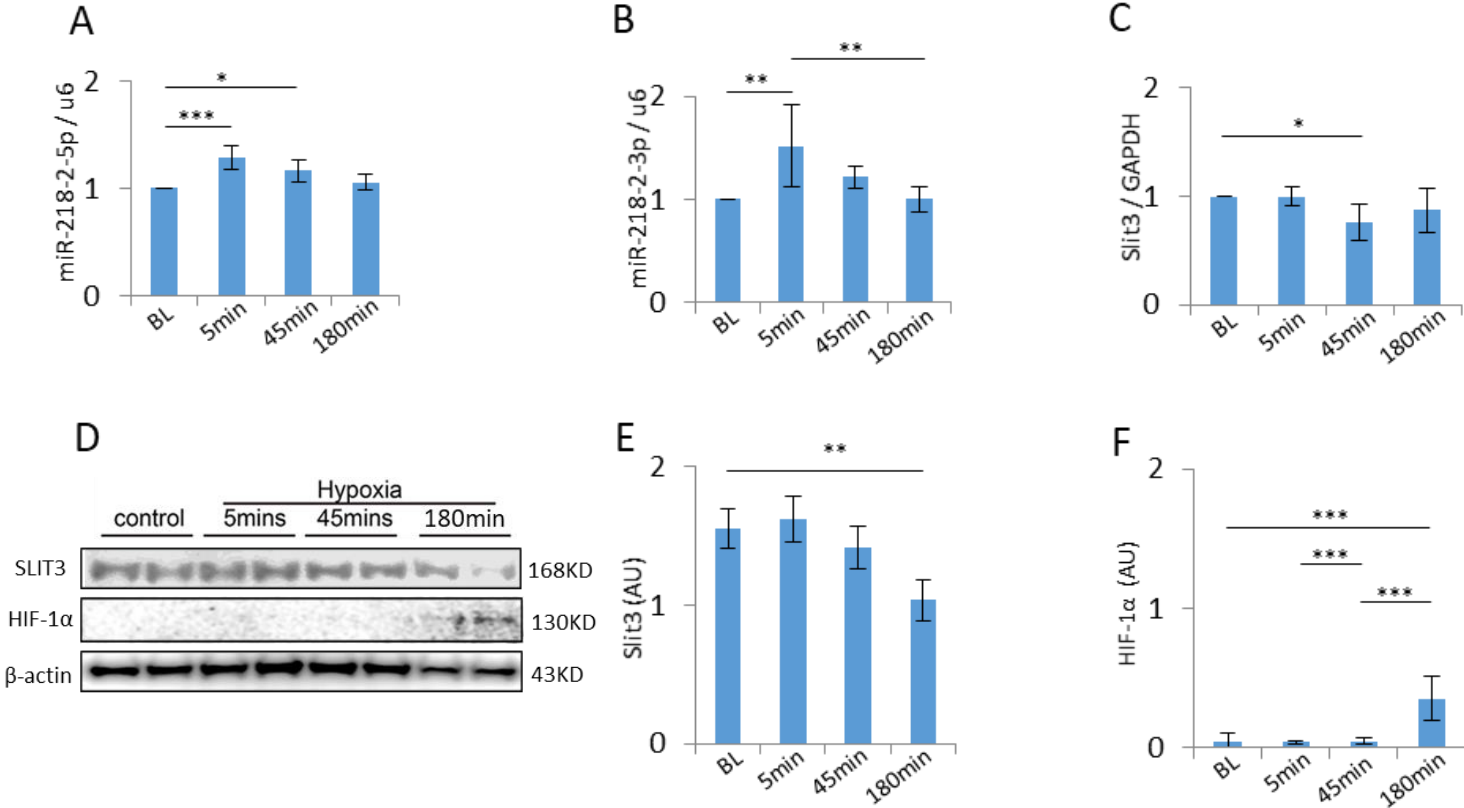 A
miR-218-2-5p / u6
2
1
0
*
***
BL
5min
45min
180min
B
miR-218-2-3p / u6
2
1
0
**
**
BL
5min
45min
180min
C
Slit3 / GAPDH
2
1
0
*
BL
5min
45min
180min
D
Hypoxia
control 5mins 45mins 180min
SLIT3 168KD
HIF-1α 130KD
β-actin 43KD
E
Slit3 (AU)
2
1
0
**
BL
5min
45min
180min
F
HIF-1α (AU)
2
1
0
***
***
***
BL
5min
45min
180min